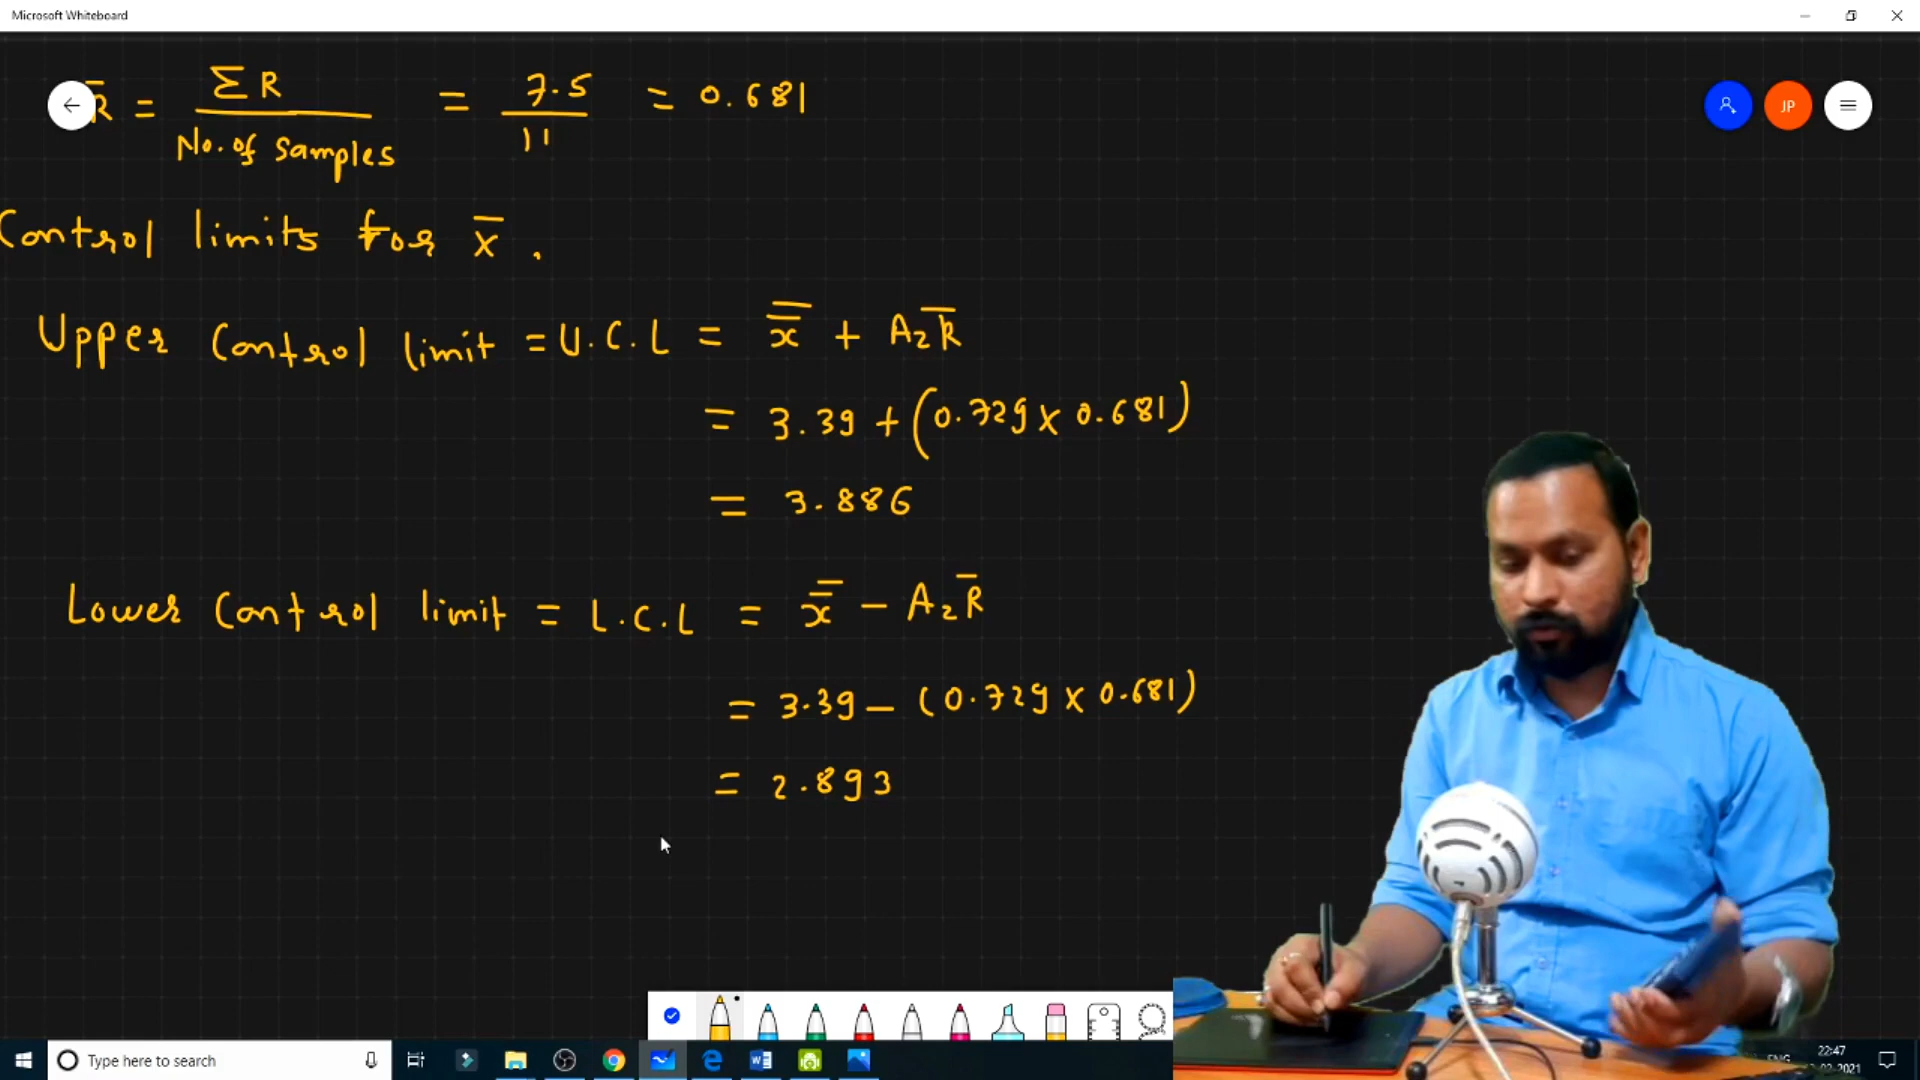 Microsoft Whiteboard
R̄ = ΣR / No. of samples = 7.5 / 11 = 0.681
JP
Control limits for x̄.
Upper control limit = U.C.L = x̿ + A₂R̄
= 3.39 + (0.729 × 0.681)
= 3.886
Lower control limit = L.C.L = x̿ − A₂R̄
= 3.39 − (0.729 × 0.681)
= 2.893
Type here to search
ENG
22:47